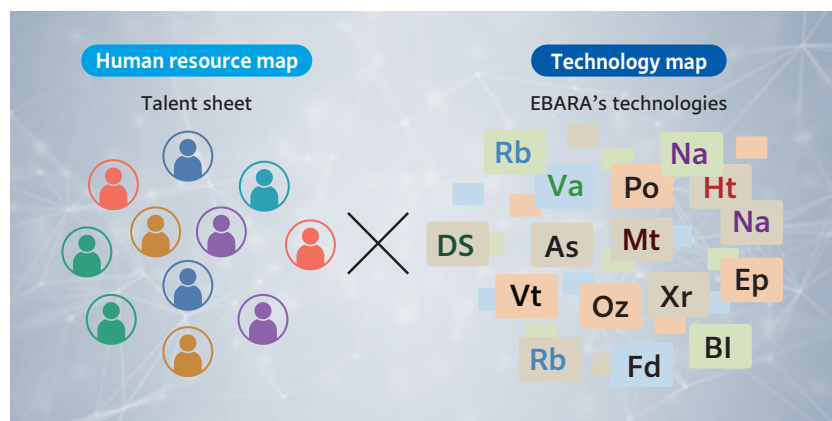 Human resource map
Talent sheet
Technology map
EBARA's technologies
Rb
Na
Va
Po
Ht
Na
DS
As
Mt
Ep
Vt
Oz
Xr
Bl
Rb
Fd